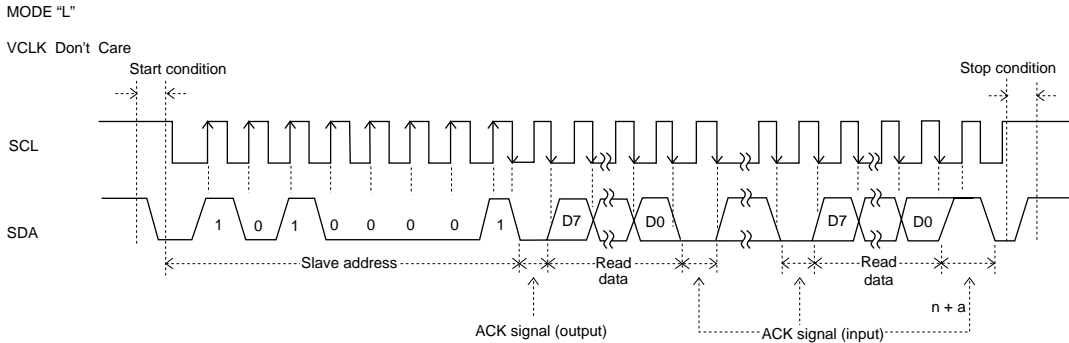 MODE “L”
VCLK Don't Care
Start condition
Stop condition
SCL
SDA
1 0 1 0 0 0 0 1 D7 D0 D7 D0
Slave address
Read
data
Read
data
n + a
ACK signal (output)
ACK signal (input)